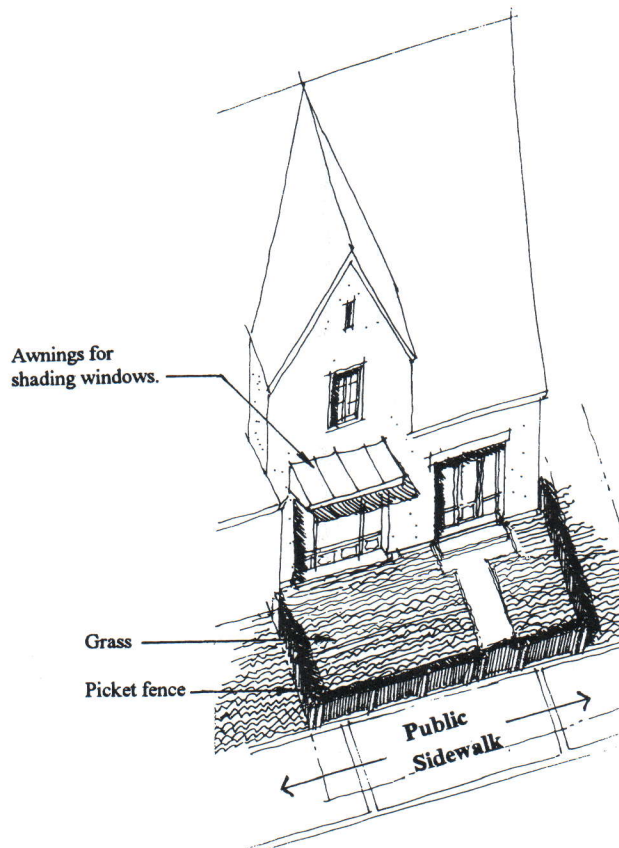 Awnings for
shading windows.
Grass
Picket fence
Public
Sidewalk